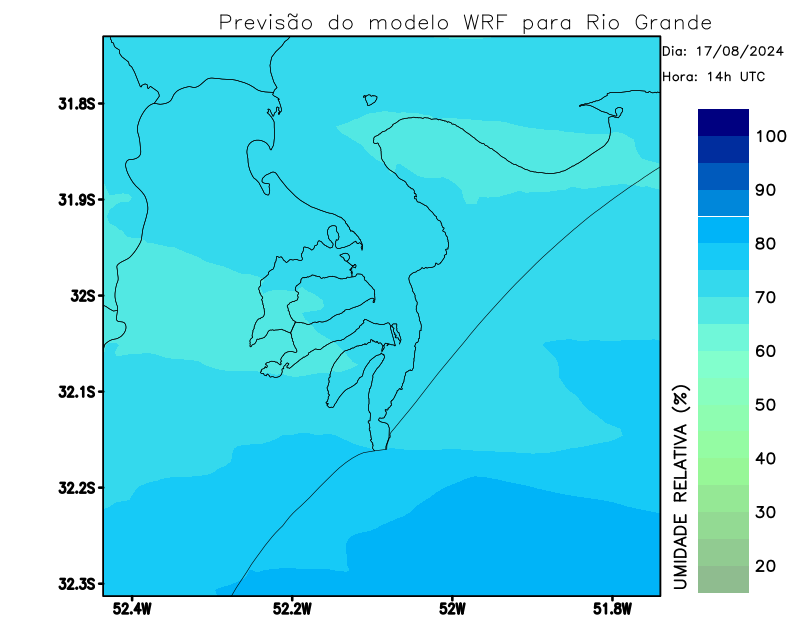 Previsão do modelo WRF para Rio Grande
Dia: 17/08/2024
Hora: 14h UTC
31.8S
31.9S
32S
32.1S
32.2S
32.3S
52.4W
52.2W
52W
51.8W
100
90
80
70
60
50
40
30
20
UMIDADE RELATIVA (%)